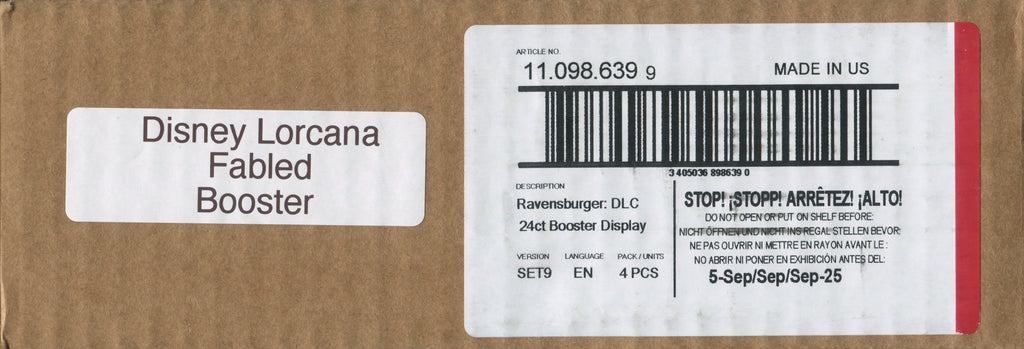 Disney Lorcana
Fabled
Booster
ARTICLE NO.
11.098.639 9
MADE IN US
3 405036 898639 0
DESCRIPTION
Ravensburger: DLC
24ct Booster Display
VERSION LANGUAGE PACK / UNITS
SET9 EN 4 PCS
STOP! ¡STOPP! ARRÊTEZ! ¡ALTO!
DO NOT OPEN OR PUT ON SHELF BEFORE:
NICHT ÖFFNEN UND NICHT INS REGAL STELLEN BEVOR:
NE PAS OUVRIR NI METTRE EN RAYON AVANT LE :
NO ABRIR NI PONER EN EXHIBICIÓN ANTES DEL:
5-Sep/Sep/Sep-25